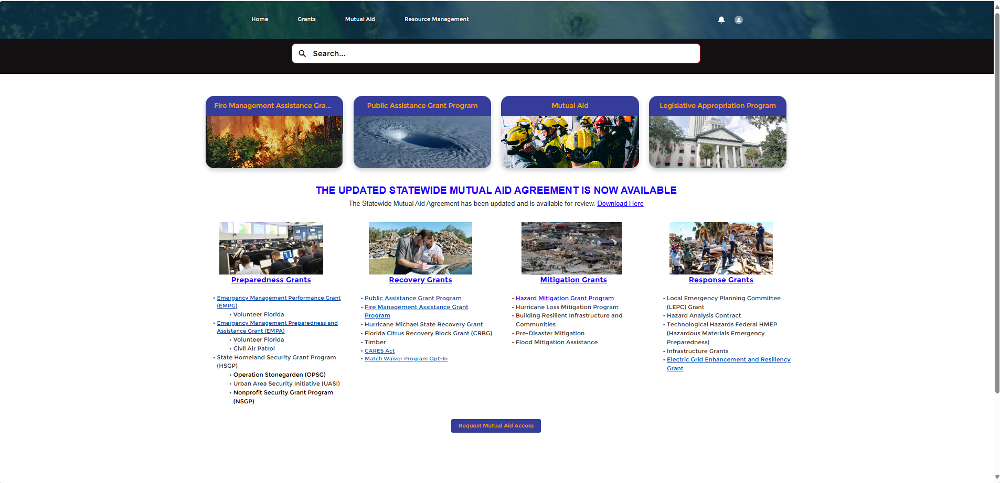 Home
Grants
Mutual Aid
Resource Management
Search...
Fire Management Assistance Gra...
Public Assistance Grant Program
Mutual Aid
Legislative Appropriation Program
THE UPDATED STATEWIDE MUTUAL AID AGREEMENT IS NOW AVAILABLE
The Statewide Mutual Aid Agreement has been updated and is available for review. Download Here
Preparedness Grants
• Emergency Management Performance Grant
(EMPG)
• Volunteer Florida
• Emergency Management Preparedness and
Assistance Grant (EMPA)
• Volunteer Florida
• Civil Air Patrol
• State Homeland Security Grant Program
(HSGP)
• Operation Stonegarden (OPSG)
• Urban Area Security Initiative (UASI)
• Nonprofit Security Grant Program
(NSGP)
Recovery Grants
• Public Assistance Grant Program
• Fire Management Assistance Grant
Program
• Hurricane Michael State Recovery Grant
• Florida Citrus Recovery Block Grant (CRBG)
• Timber
• CARES Act
• Match Waiver Program Opt-In
Mitigation Grants
• Hazard Mitigation Grant Program
• Hurricane Loss Mitigation Program
• Building Resilient Infrastructure and
Communities
• Pre-Disaster Mitigation
• Flood Mitigation Assistance
Response Grants
• Local Emergency Planning Committee
(LEPC) Grant
• Hazard Analysis Contract
• Technological Hazards Federal HMEP
(Hazardous Materials Emergency
Preparedness)
• Infrastructure Grants
• Electric Grid Enhancement and Resiliency
Grant
Request Mutual Aid Access